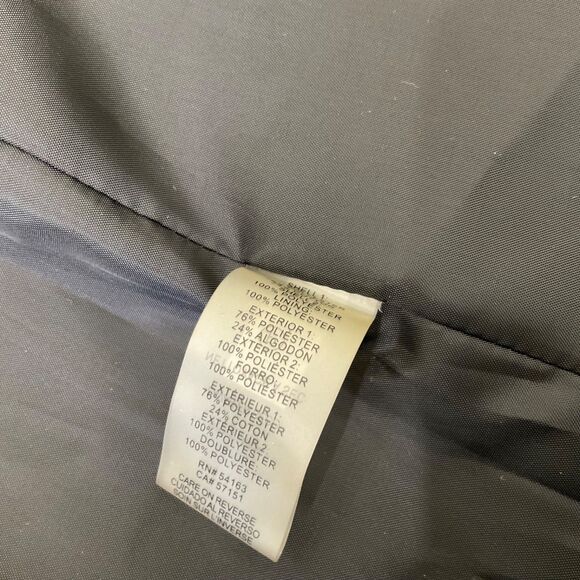 SHELL 1
100% POLYESTER
LINING:
100% POLYESTER
EXTERIOR 1:
76% POLIESTER
24% ALGODON
EXTERIOR 2:
100% POLIESTER
FORRO:
100% POLIESTER
EXTERIEUR 1:
76% POLYESTER
24% COTON
EXTERIEUR 2:
100% POLYESTER
DOUBLURE:
100% POLYESTER
RN# 54163
CA# 57151
CARE ON REVERSE
CUIDADO AL REVERSO
SOIN SUR L'INVERSE